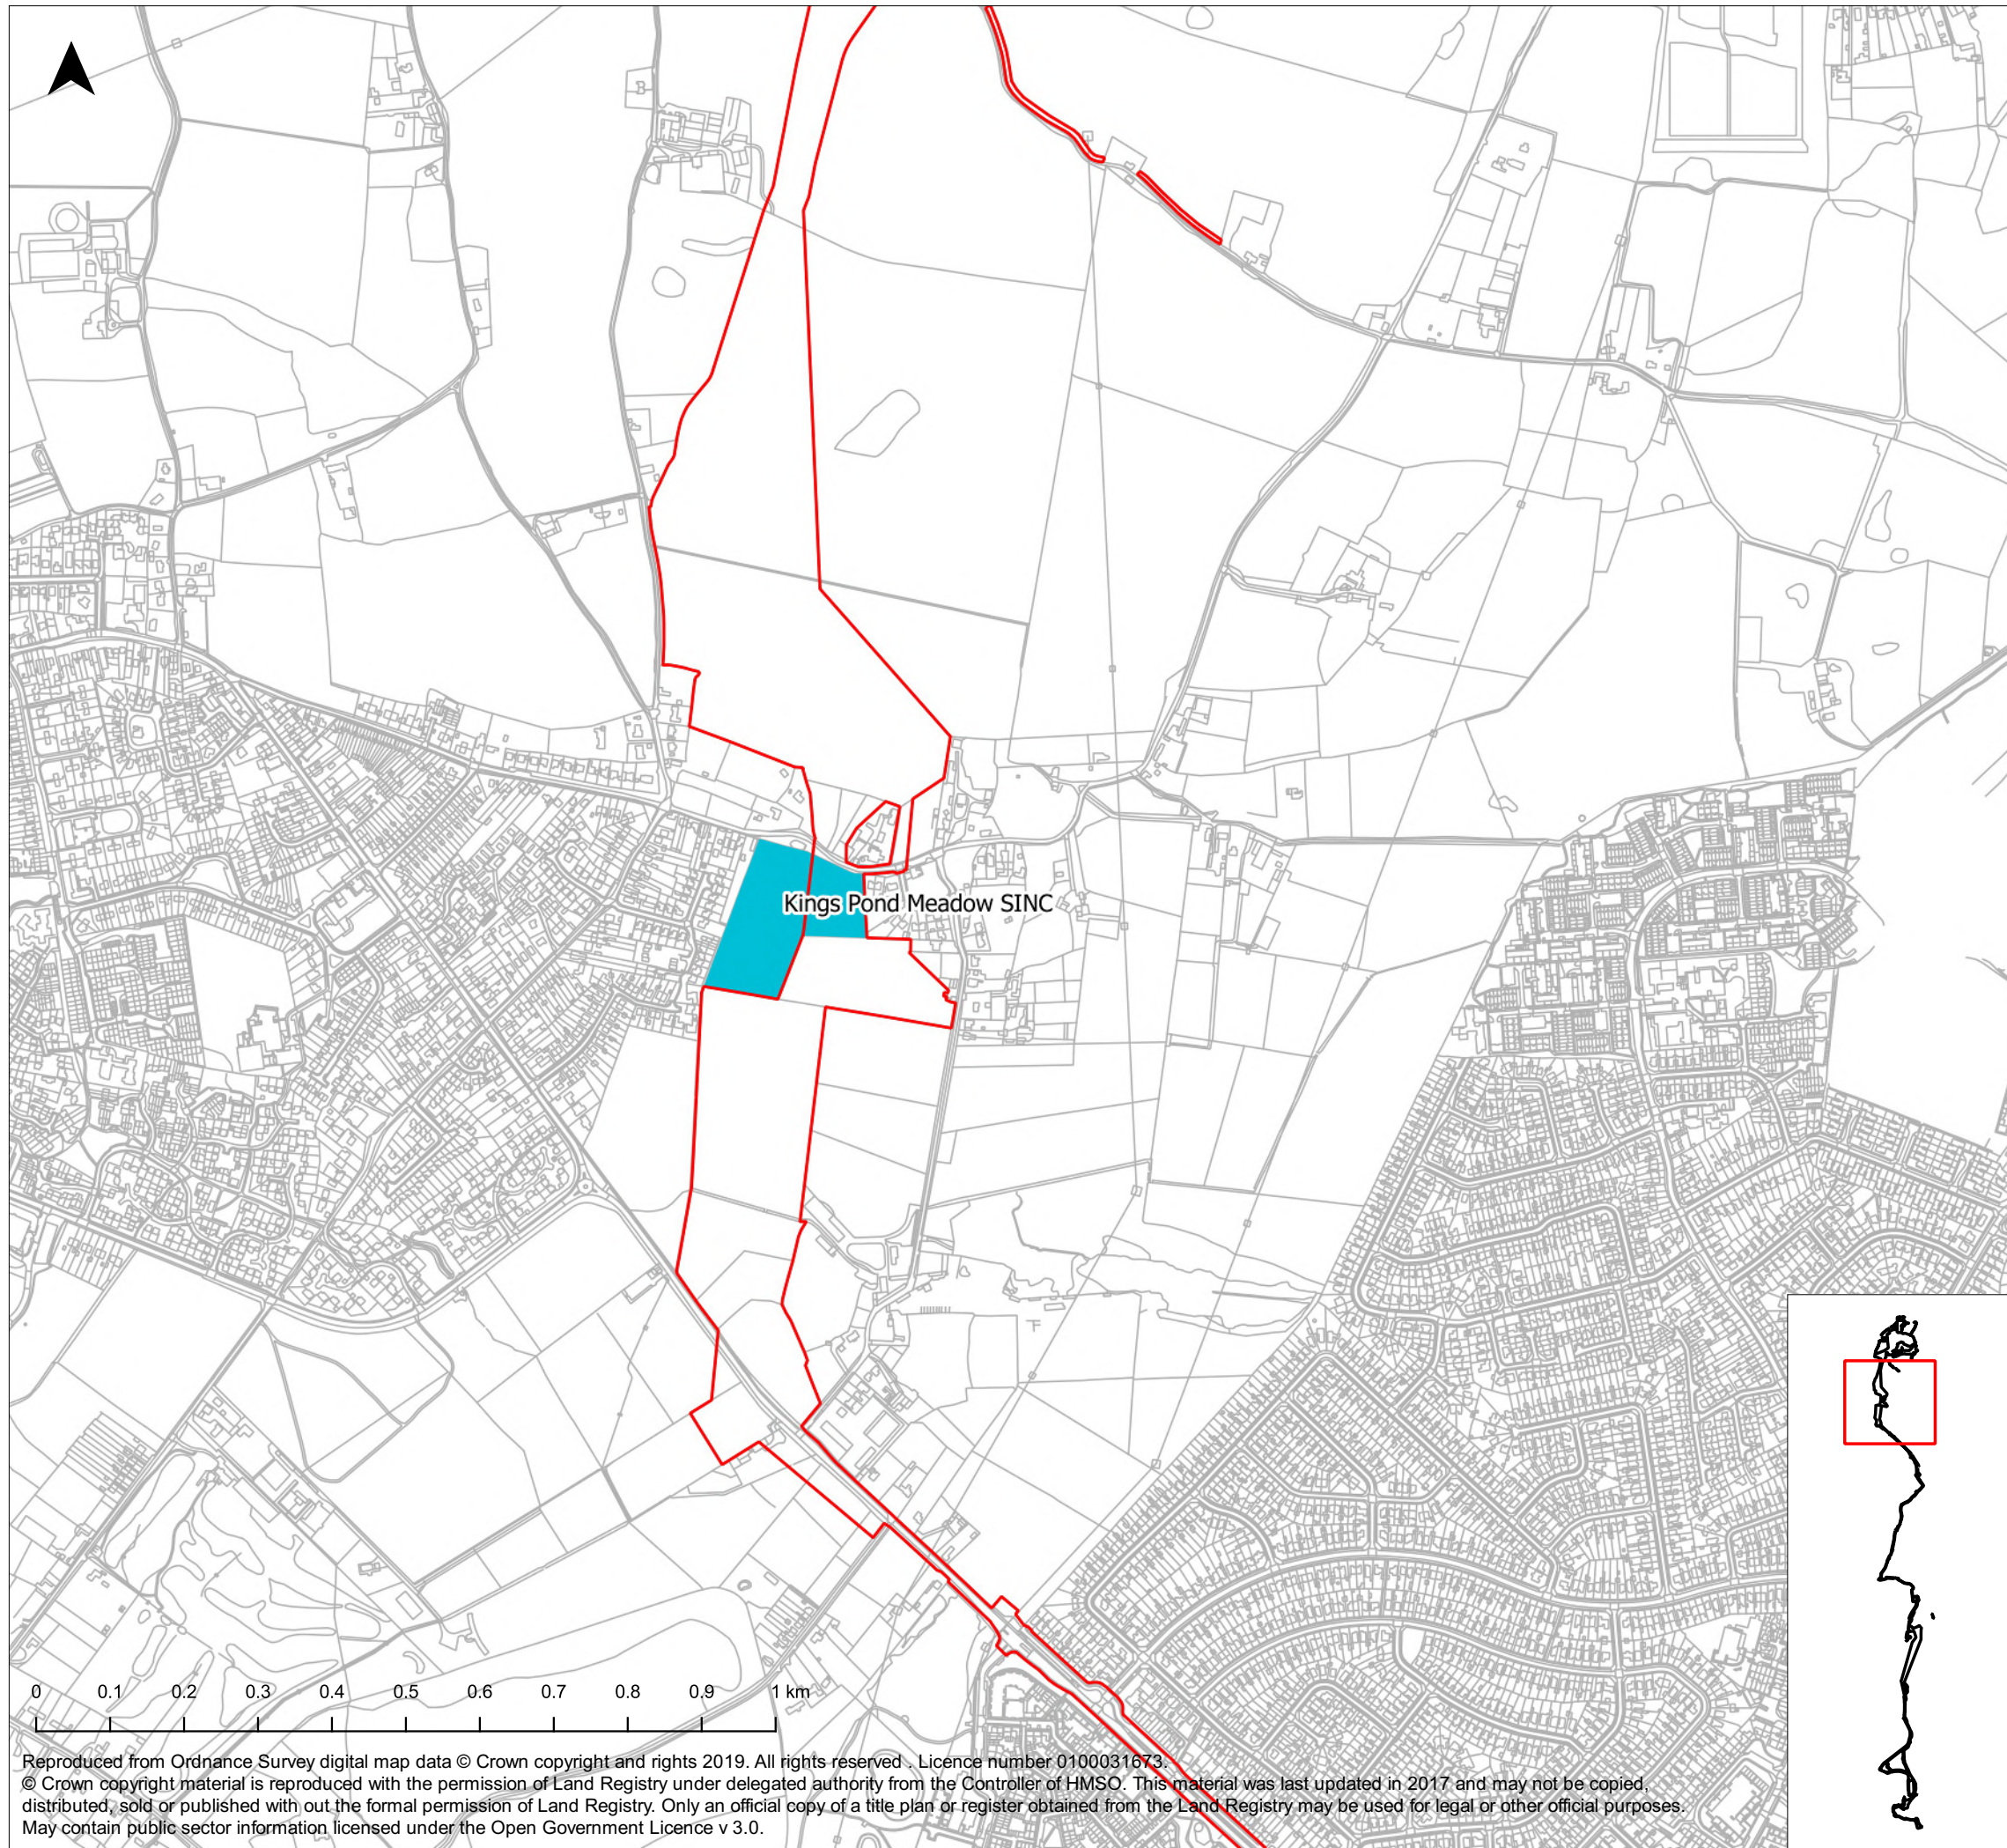 Kings Pond Meadow SINC
0 0.1 0.2 0.3 0.4 0.5 0.6 0.7 0.8 0.9 1 km
Reproduced from Ordnance Survey digital map data © Crown copyright and rights 2019. All rights reserved . Licence number 0100031673.
© Crown copyright material is reproduced with the permission of Land Registry under delegated authority from the Controller of HMSO. This material was last updated in 2017 and may not be copied,
distributed, sold or published with out the formal permission of Land Registry. Only an official copy of a title plan or register obtained from the Land Registry may be used for legal or other official purposes.
May contain public sector information licensed under the Open Government Licence v 3.0.